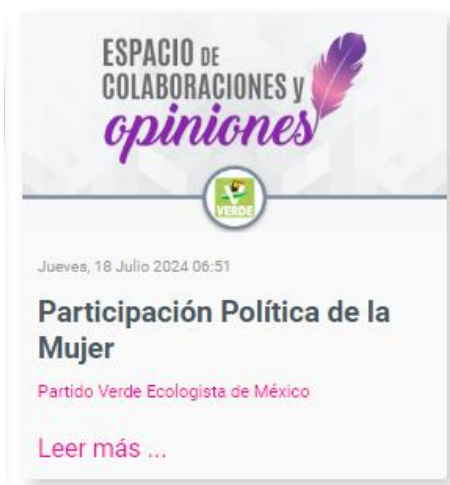 ESPACIO DE
COLABORACIONES y
opiniones
VERDE
Jueves, 18 Julio 2024 06:51
Participación Política de la
Mujer
Partido Verde Ecologista de México
Leer más ...